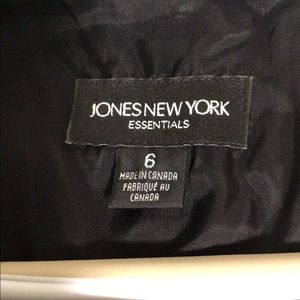 JONES NEW YORK
ESSENTIALS
6
MADE IN CANADA
FABRIQUÉ AU
CANADA